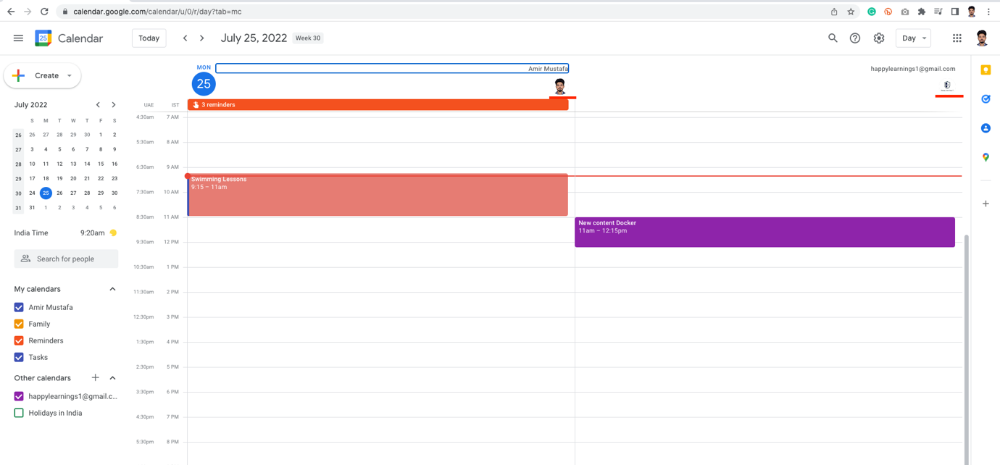 calendar.google.com/calendar/u/0/r/day?tab=mc
25 Calendar Today July 25, 2022 Week 30 Day
Create
MON
25
Amir Mustafa
happylearnings1@gmail.com
UAE IST 3 reminders
July 2022
S M T W T F S
26 26 27 28 29 30 1 2
27 3 4 5 6 7 8 9
28 10 11 12 13 14 15 16
29 17 18 19 20 21 22 23
30 24 25 26 27 28 29 30
31 31 1 2 3 4 5 6
India Time 9:20am
Search for people
My calendars
Amir Mustafa
Family
Reminders
Tasks
Other calendars
happylearnings1@gmail.c...
Holidays in India
4:30am 7 AM
5:30am 8 AM
6:30am 9 AM
Swimming Lessons
9:15 – 11am
7:30am 10 AM
8:30am 11 AM
New content Docker
11am – 12:15pm
9:30am 12 PM
10:30am 1 PM
11:30am 2 PM
12:30pm 3 PM
1:30pm 4 PM
2:30pm 5 PM
3:30pm 6 PM
4:30pm 7 PM
5:30pm 8 PM